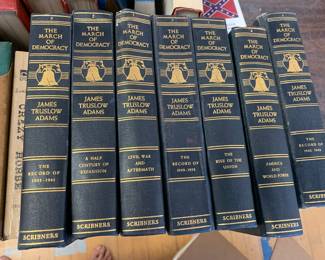 CRAZY HORSE
THE
MARCH OF
DEMOCRACY
JAMES
TRUSLOW
ADAMS
THE
RECORD OF
SCRIBNERS
THE
MARCH OF
DEMOCRACY
JAMES
TRUSLOW
ADAMS
A HALF
CENTURY OF
EXPANSION
SCRIBNERS
THE
MARCH OF
DEMOCRACY
JAMES
TRUSLOW
ADAMS
CIVIL WAR
AND
AFTERMATH
SCRIBNERS
THE
MARCH OF
DEMOCRACY
JAMES
TRUSLOW
ADAMS
THE
RECORD OF
SCRIBNERS
THE
MARCH OF
DEMOCRACY
JAMES
TRUSLOW
ADAMS
THE
RISE OF THE
UNION
SCRIBNERS
THE
MARCH OF
DEMOCRACY
JAMES
TRUSLOW
ADAMS
AMERICA
AND
WORLD POWER
SCRIBNERS
THE
MARCH OF
DEMOCRACY
JAMES
TRUSLOW
ADAMS
THE
RECORD OF
SCRIBNERS